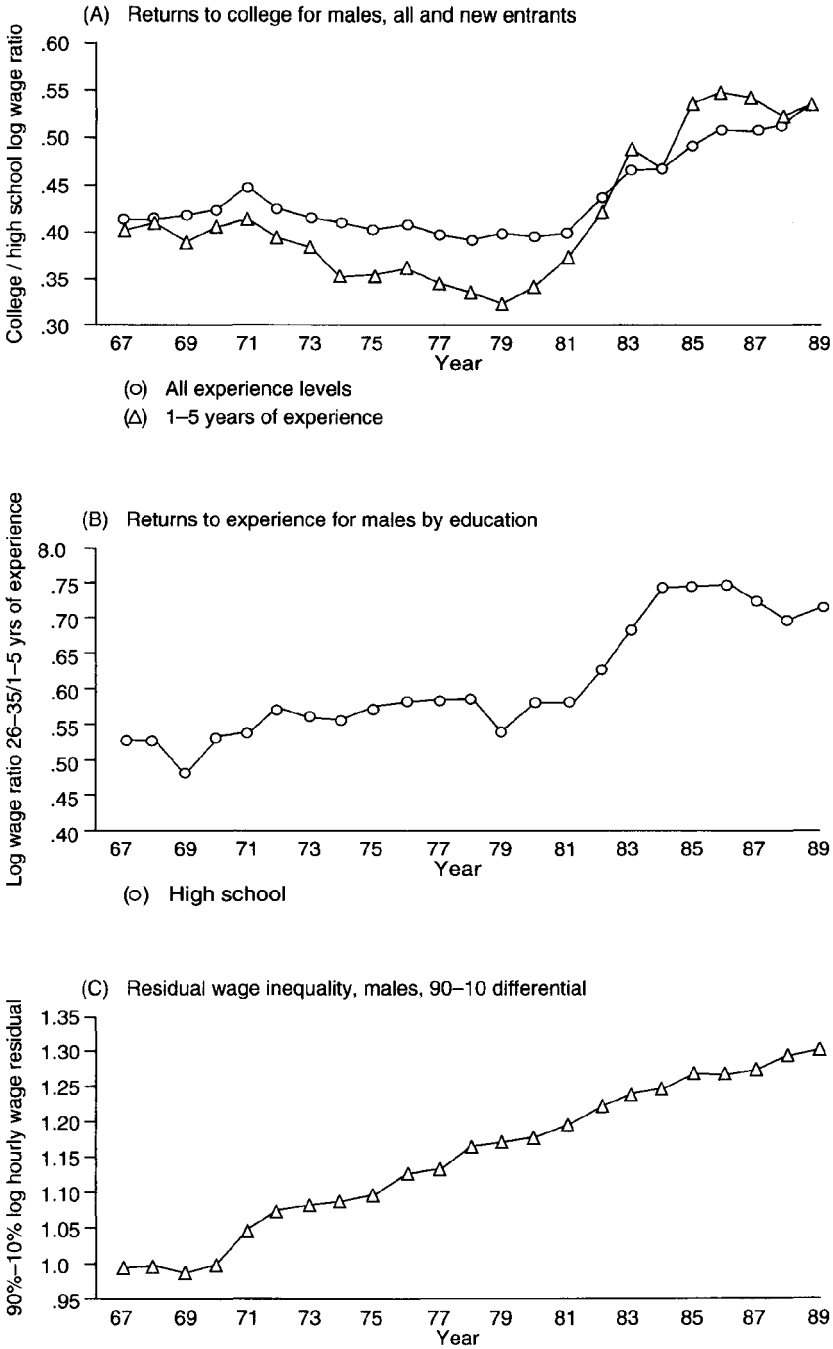 (A) Returns to college for males, all and new entrants
College / high school log wage ratio
.60
.55
.50
.45
.40
.35
.30
67 69 71 73 75 77 79 81 83 85 87 89
Year
(o) All experience levels
(△) 1–5 years of experience
(B) Returns to experience for males by education
Log wage ratio 26–35/1–5 yrs of experience
8.0
.75
.70
.65
.60
.55
.50
.45
.40
67 69 71 73 75 77 79 81 83 85 87 89
Year
(o) High school
(C) Residual wage inequality, males, 90–10 differential
90%–10% log hourly wage residual
1.35
1.30
1.25
1.20
1.15
1.10
1.05
1.0
.95
67 69 71 73 75 77 79 81 83 85 87 89
Year